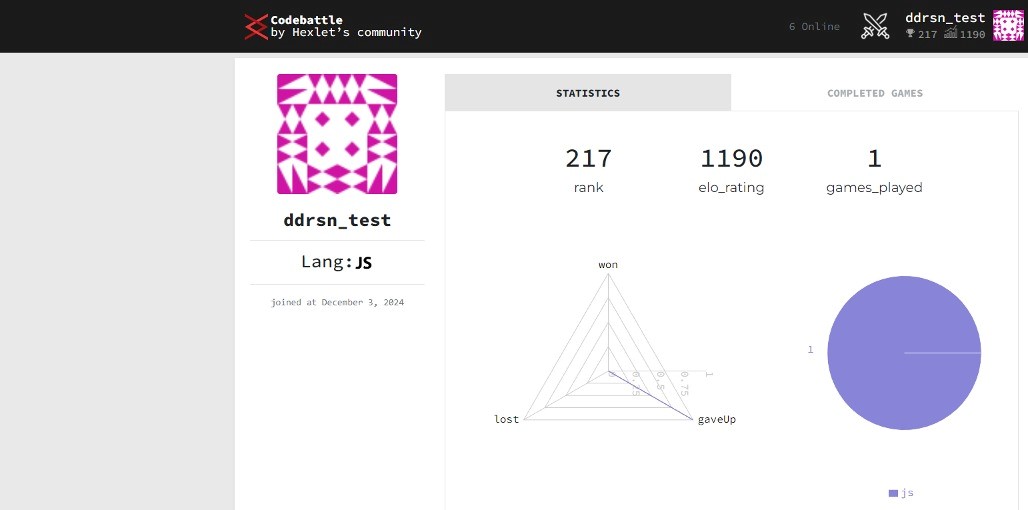 Codebattle
by Hexlet’s community
6 Online
ddrsn_test
217 1190
STATISTICS
COMPLETED GAMES
ddrsn_test
Lang:JS
joined at December 3, 2024
217
rank
1190
elo_rating
1
games_played
won
lost
gaveUp
0
0.25
0.5
0.75
1
1
js